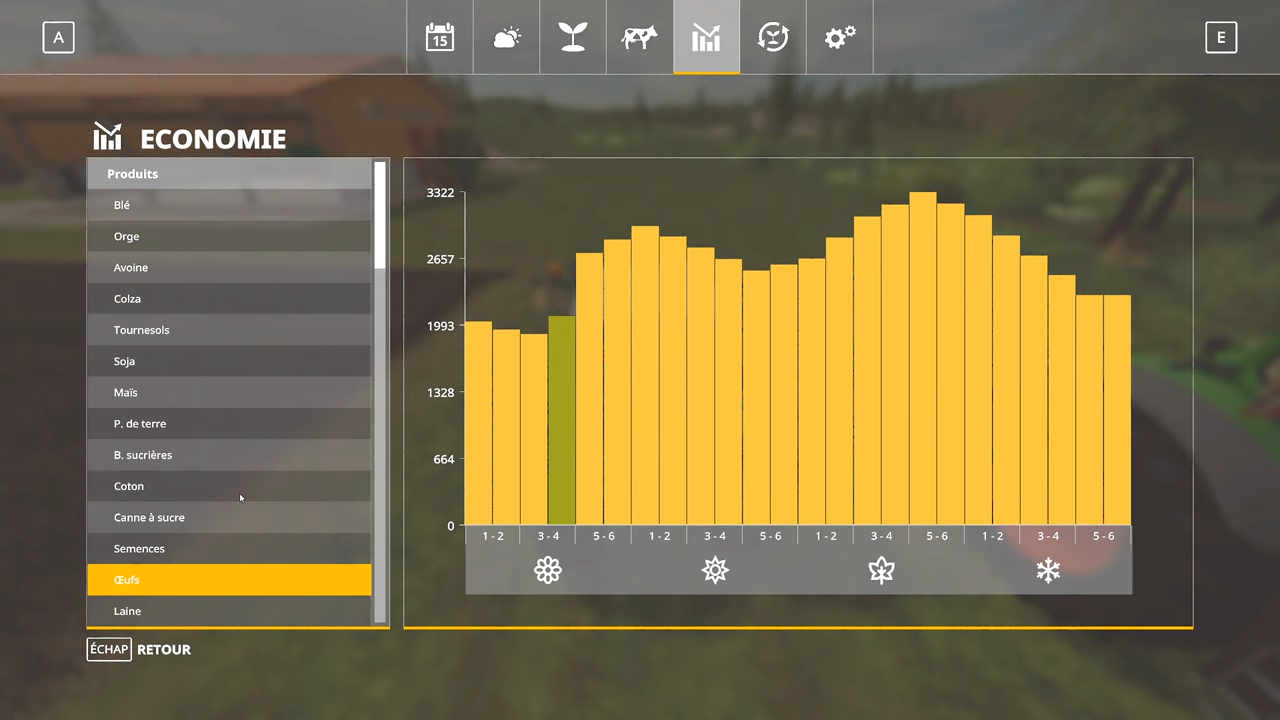 A
15
E
ECONOMIE
Produits
Blé
Orge
Avoine
Colza
Tournesols
Soja
Maïs
P. de terre
B. sucrières
Coton
Canne à sucre
Semences
Œufs
Laine
3322
2657
1993
1328
664
0
1 - 2 3 - 4 5 - 6 1 - 2 3 - 4 5 - 6 1 - 2 3 - 4 5 - 6 1 - 2 3 - 4 5 - 6
ÉCHAP RETOUR